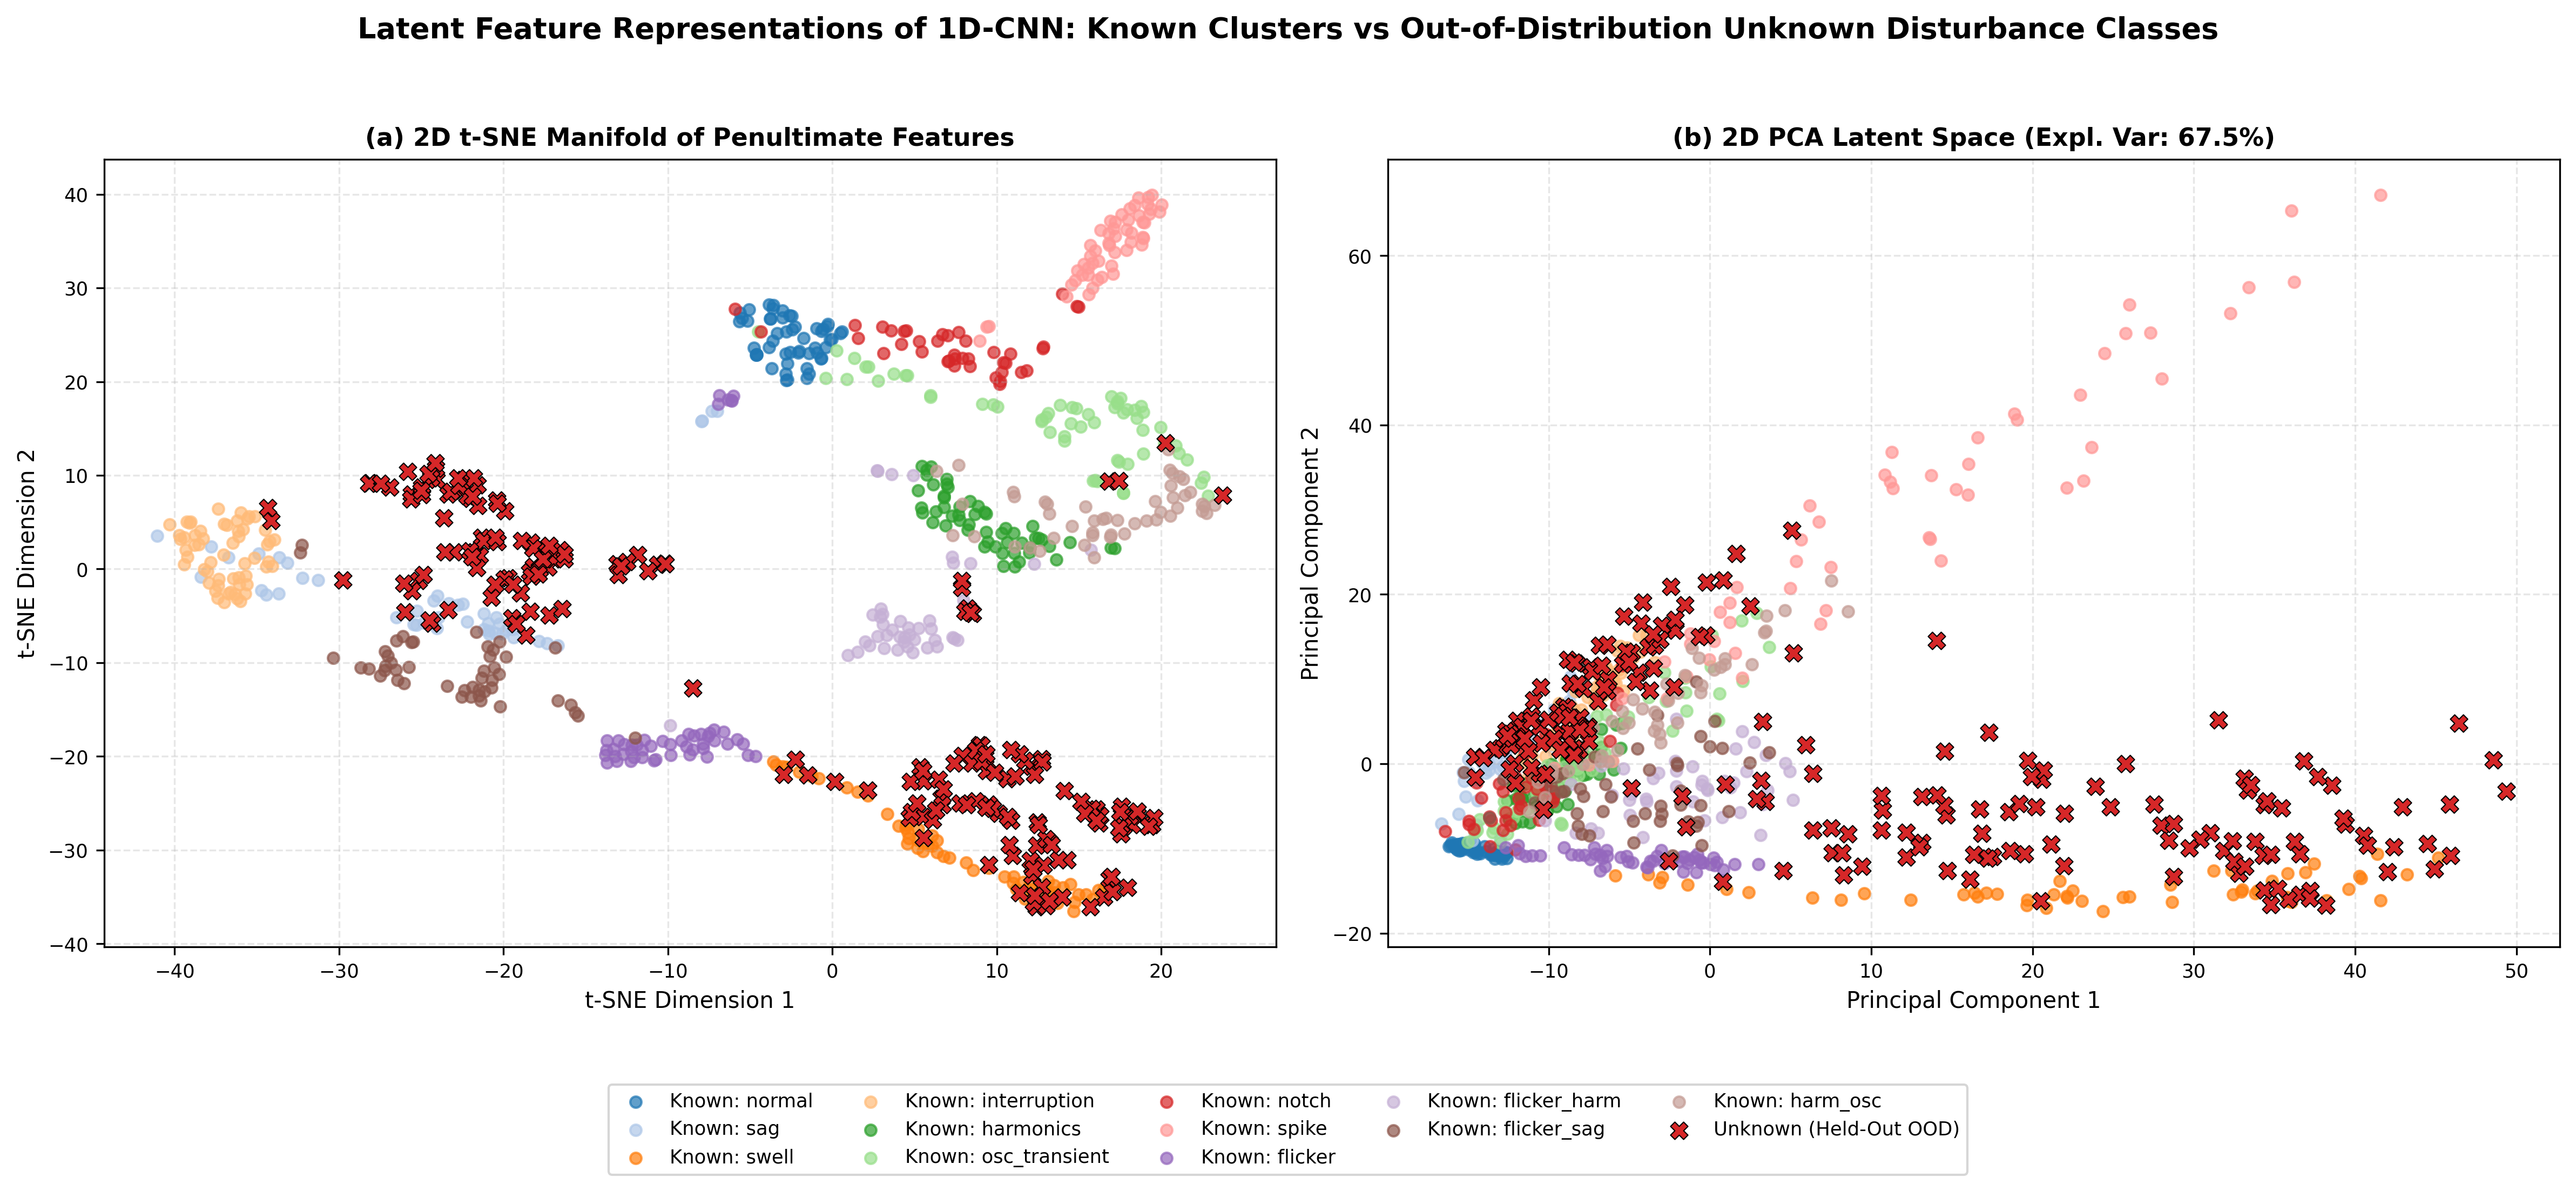 Latent Feature Representations of 1D-CNN: Known Clusters vs Out-of-Distribution Unknown Disturbance Classes
(a) 2D t-SNE Manifold of Penultimate Features
40
30
20
10
0
−10
−20
−30
−40
t-SNE Dimension 2
−40
−30
−20
−10
0
10
20
t-SNE Dimension 1
(b) 2D PCA Latent Space (Expl. Var: 67.5%)
60
40
20
0
−20
Principal Component 2
−10
0
10
20
30
40
50
Principal Component 1
Known: normal
Known: sag
Known: swell
Known: interruption
Known: harmonics
Known: osc_transient
Known: notch
Known: spike
Known: flicker
Known: flicker_harm
Known: flicker_sag
Known: harm_osc
Unknown (Held-Out OOD)